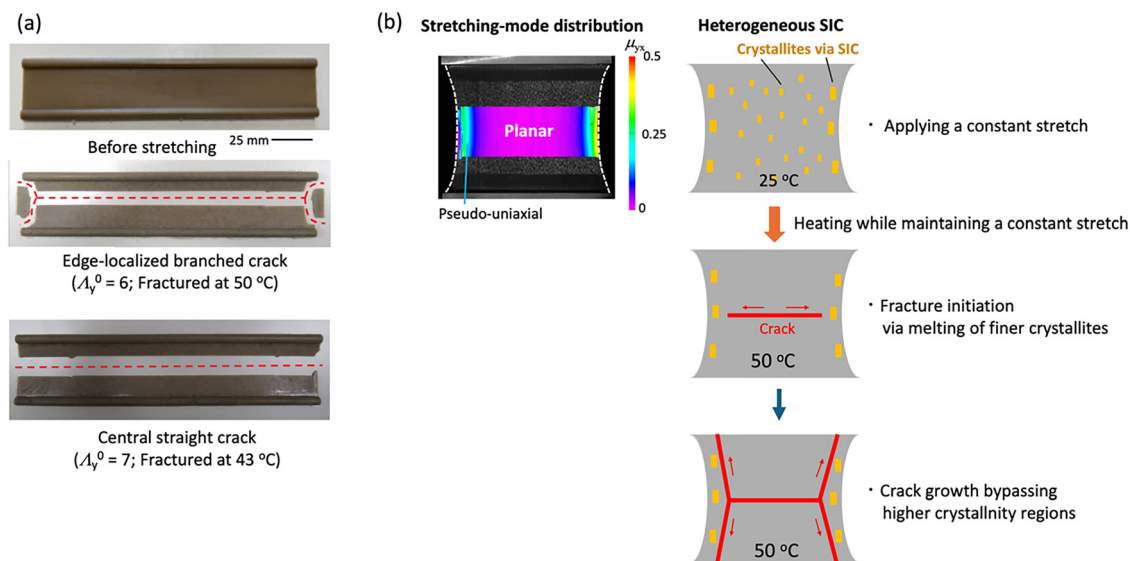 (a)
Before stretching
25 mm
Edge-localized branched crack
(Λy⁰ = 6; Fractured at 50 °C)
Central straight crack
(Λy⁰ = 7; Fractured at 43 °C)
(b)
Stretching-mode distribution
μyx
0.5
0.25
0
Planar
Pseudo-uniaxial
Heterogeneous SIC
Crystallites via SIC
25 °C
・Applying a constant stretch
Heating while maintaining a constant stretch
Crack
50 °C
・Fracture initiation
via melting of finer crystallites
50 °C
・Crack growth bypassing
higher crystallnity regions